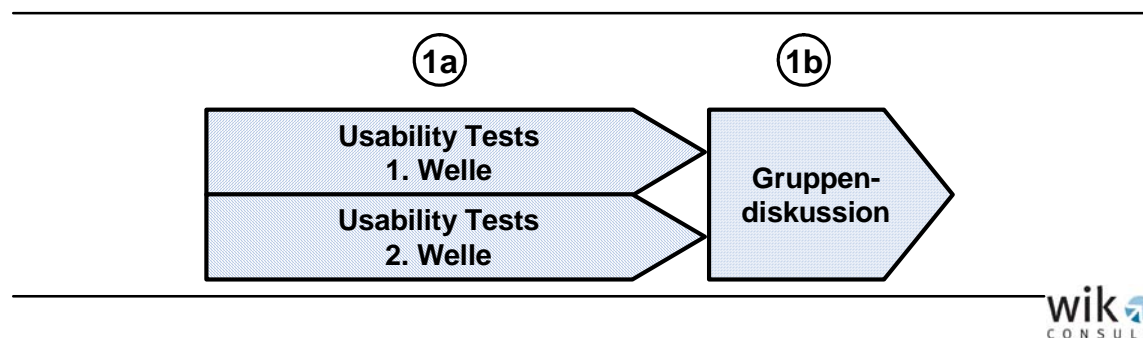 1a
1b
Usability Tests
1. Welle
Usability Tests
2. Welle
Gruppen-
diskussion
wik
CONSUL